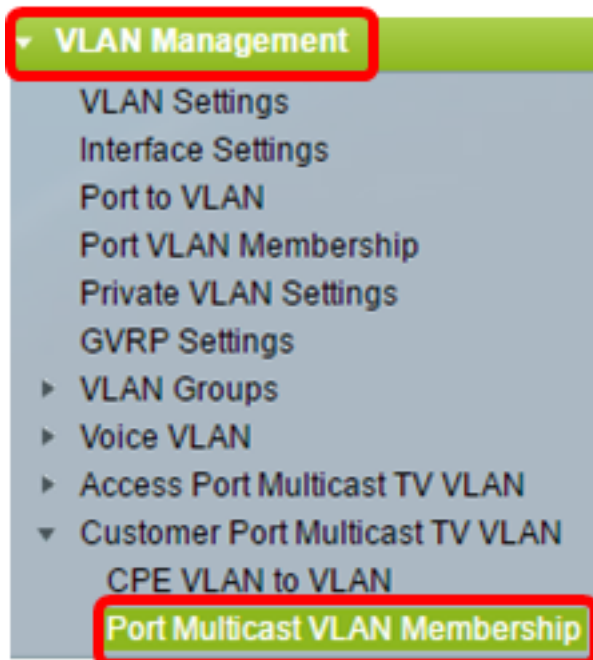 VLAN Management
VLAN Settings
Interface Settings
Port to VLAN
Port VLAN Membership
Private VLAN Settings
GVRP Settings
VLAN Groups
Voice VLAN
Access Port Multicast TV VLAN
Customer Port Multicast TV VLAN
CPE VLAN to VLAN
Port Multicast VLAN Membership